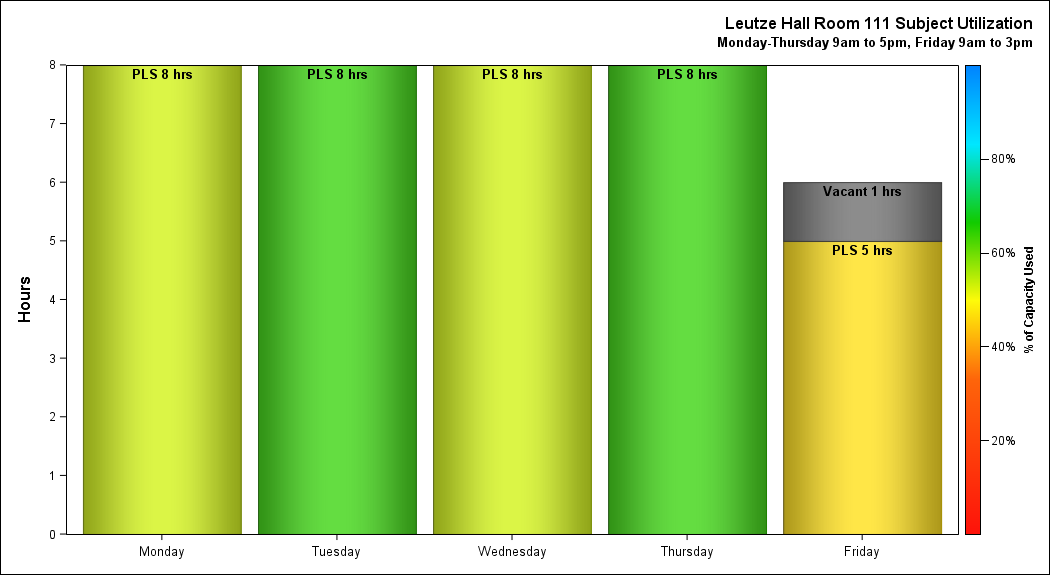 Leutze Hall Room 111 Subject Utilization
Monday-Thursday 9am to 5pm, Friday 9am to 3pm
8
7
6
5
4
3
2
1
0
Hours
PLS 8 hrs
PLS 8 hrs
PLS 8 hrs
PLS 8 hrs
Vacant 1 hrs
PLS 5 hrs
Monday
Tuesday
Wednesday
Thursday
Friday
80%
60%
40%
20%
% of Capacity Used